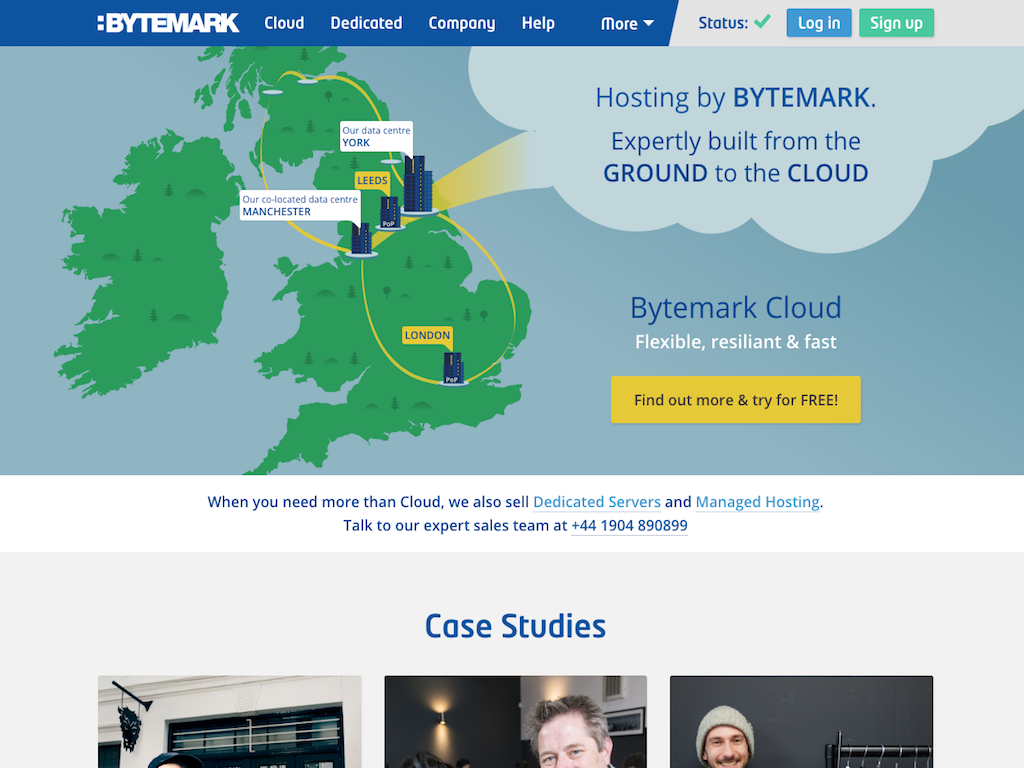 :BYTEMARK Cloud Dedicated Company Help More Status: Log in Sign up
Hosting by BYTEMARK.
Expertly built from the
GROUND to the CLOUD
Our data centre
YORK
LEEDS
Our co-located data centre
MANCHESTER
PoP
LONDON
PoP
Bytemark Cloud
Flexible, resiliant & fast
Find out more & try for FREE!
When you need more than Cloud, we also sell Dedicated Servers and Managed Hosting.
Talk to our expert sales team at +44 1904 890899
Case Studies